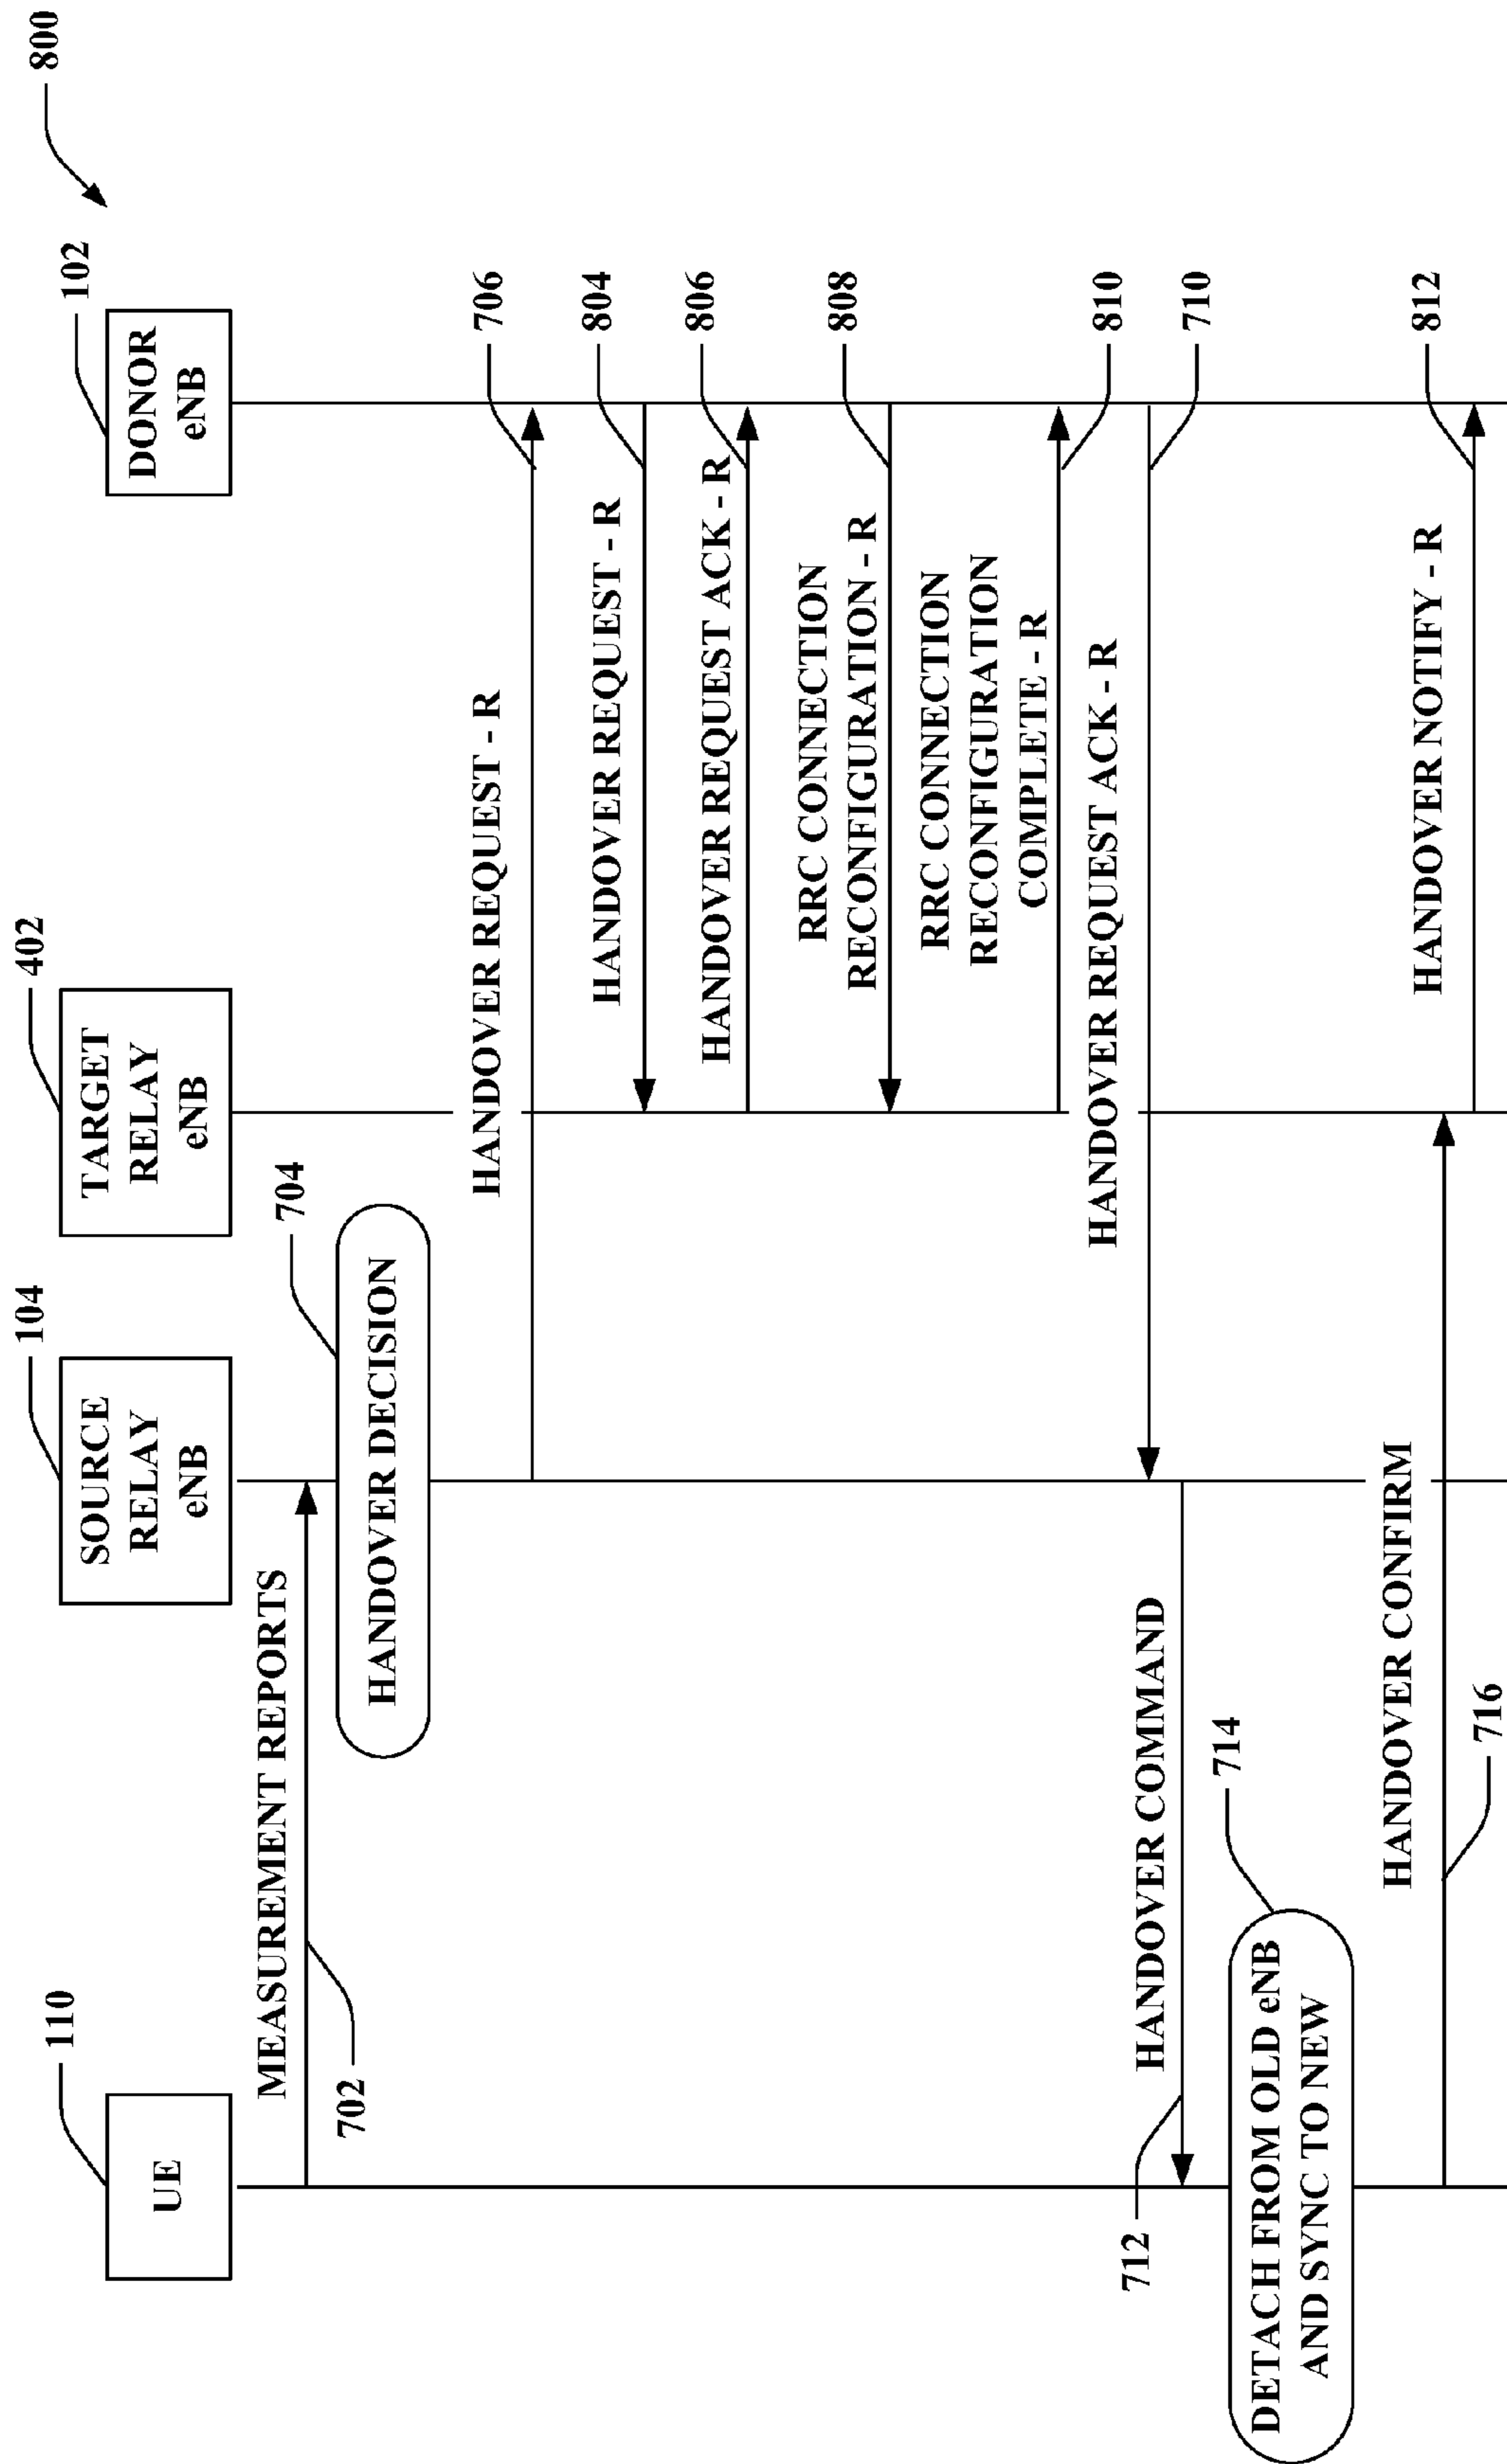 800
110
104
402
102
UE
SOURCE
RELAY
eNB
TARGET
RELAY
eNB
DONOR
eNB
MEASUREMENT REPORTS
702
704
HANDOVER DECISION
HANDOVER REQUEST - R
706
HANDOVER REQUEST - R
804
HANDOVER REQUEST ACK - R
806
RRC CONNECTION
RECONFIGURATION - R
808
RRC CONNECTION
RECONFIGURATION
COMPLETE - R
810
HANDOVER REQUEST ACK - R
710
HANDOVER COMMAND
712
714
DETACH FROM OLD eNB
AND SYNC TO NEW
HANDOVER CONFIRM
716
HANDOVER NOTIFY - R
812